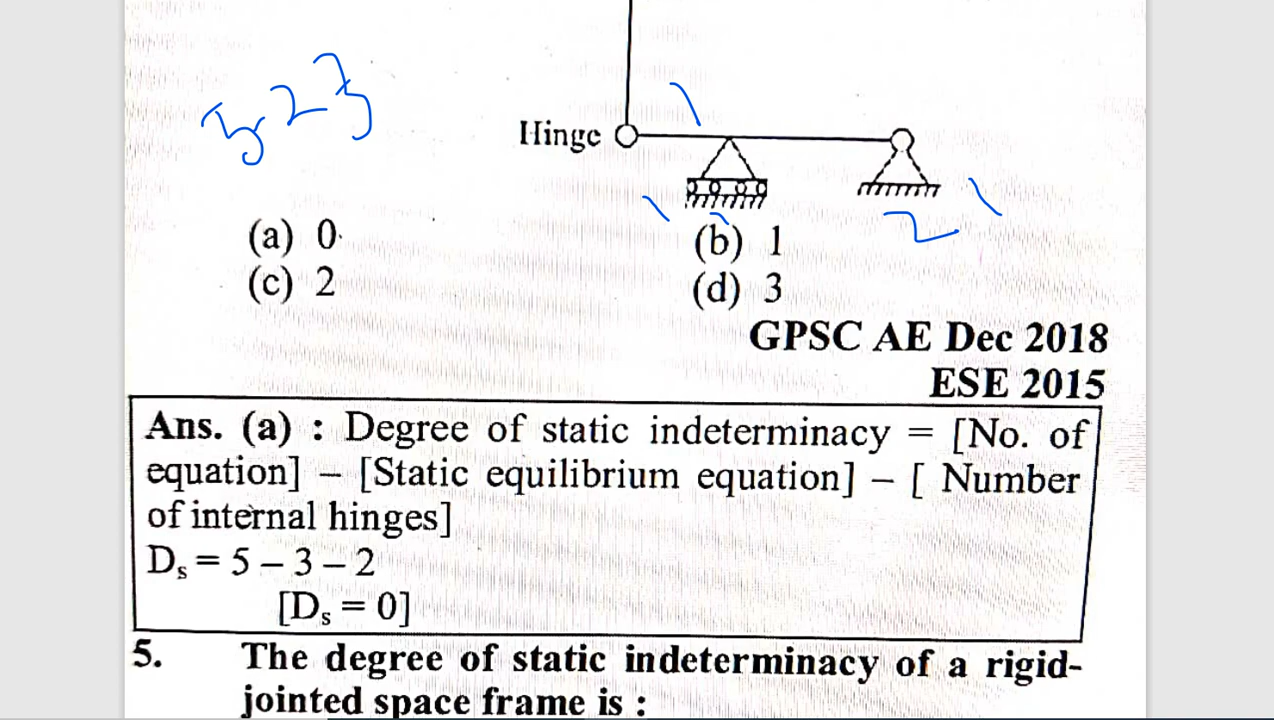 Hinge
2
(a) 0
(b) 1
(c) 2
(d) 3
GPSC AE Dec 2018
ESE 2015
Ans. (a) : Degree of static indeterminacy = [No. of
equation] – [Static equilibrium equation] – [ Number
of internal hinges]
Ds = 5 – 3 – 2
[Ds = 0]
5. The degree of static indeterminacy of a rigid-
jointed space frame is :